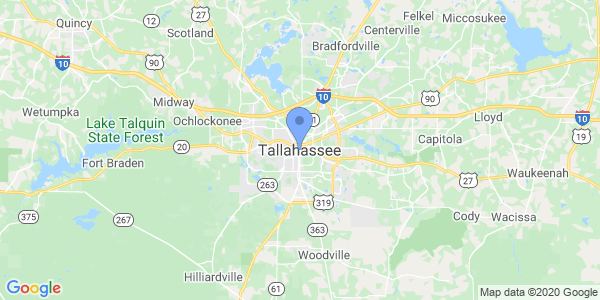 Felkel
Miccosukee
Quincy
27
Centerville
Scotland
Bradfordville
10
90
10
90
Midway
Wetumpka
Lake Talquin
State Forest
Ochlockonee
1
Lloyd
10
19
Capitola
20
Tallahassee
Fort Braden
27
Waukeenah
263
319
375
267
Cody
Wacissa
363
Woodville
Hilliardville
61
Google
Map data ©2020 Google